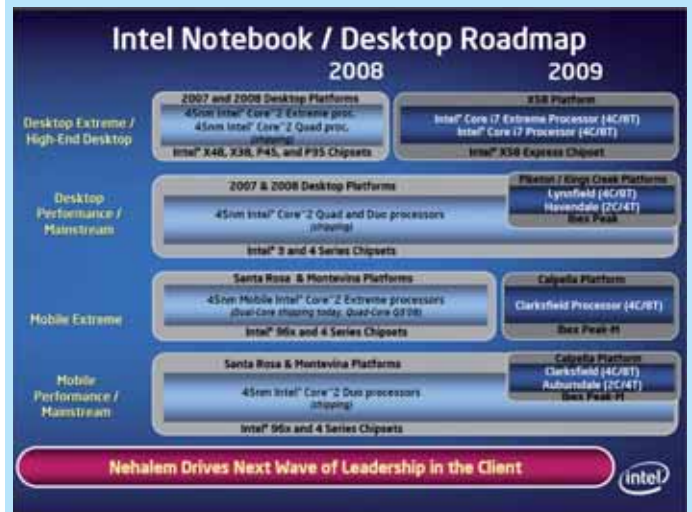 Intel Notebook / Desktop Roadmap
2008 2009
Desktop Extreme /
High-End Desktop
2007 and 2008 Desktop Platforms
45nm Intel® Core™2 Extreme proc.
45nm Intel® Core™2 Quad proc.
(shipping)
Intel® X48, X38, P45, and P35 Chipsets
X58 Platform
Intel® Core i7 Extreme Processor (4C/8T)
Intel® Core i7 Processor (4C/8T)
Intel® X58 Express Chipset
Desktop
Performance /
Mainstream
2007 & 2008 Desktop Platforms
45nm Intel® Core™2 Quad and Duo processors
(shipping)
Intel® 3 and 4 Series Chipsets
Piketon / Kings Creek Platforms
Lynnfield (4C/8T)
Havendale (2C/4T)
Ibex Peak
Mobile Extreme
Santa Rosa & Montevina Platforms
45nm Mobile Intel® Core™2 Extreme processors
(Dual-Core shipping today, Quad-Core Q3'08)
Intel® 96x and 4 Series Chipsets
Calpella Platform
Clarksfield Processor (4C/8T)
Ibex Peak-M
Mobile
Performance /
Mainstream
Santa Rosa & Montevina Platforms
45nm Intel® Core™2 Duo processors
(shipping)
Intel® 96x and 4 Series Chipsets
Calpella Platform
Clarksfield (4C/8T)
Auburndale (2C/4T)
Ibex Peak-M
Nehalem Drives Next Wave of Leadership in the Client
intel